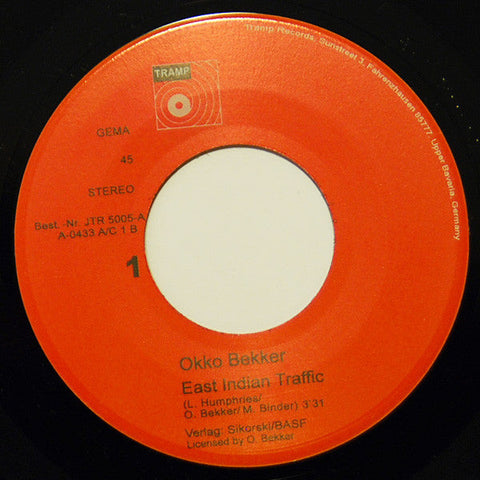 Tramp Records, Sunstreet 3, Fahrenzhausen 85777, Upper Bavaria, Germany
TRAMP
GEMA
45
STEREO
Best. -Nr. JTR 5005-A
A-0433 A/C 1 B
1
Okko Bekker
East Indian Traffic
(L. Humphries/
O. Bekker/ M. Binder) 3'31
Verlag: Sikorski/BASF
Licensed by O. Bekker